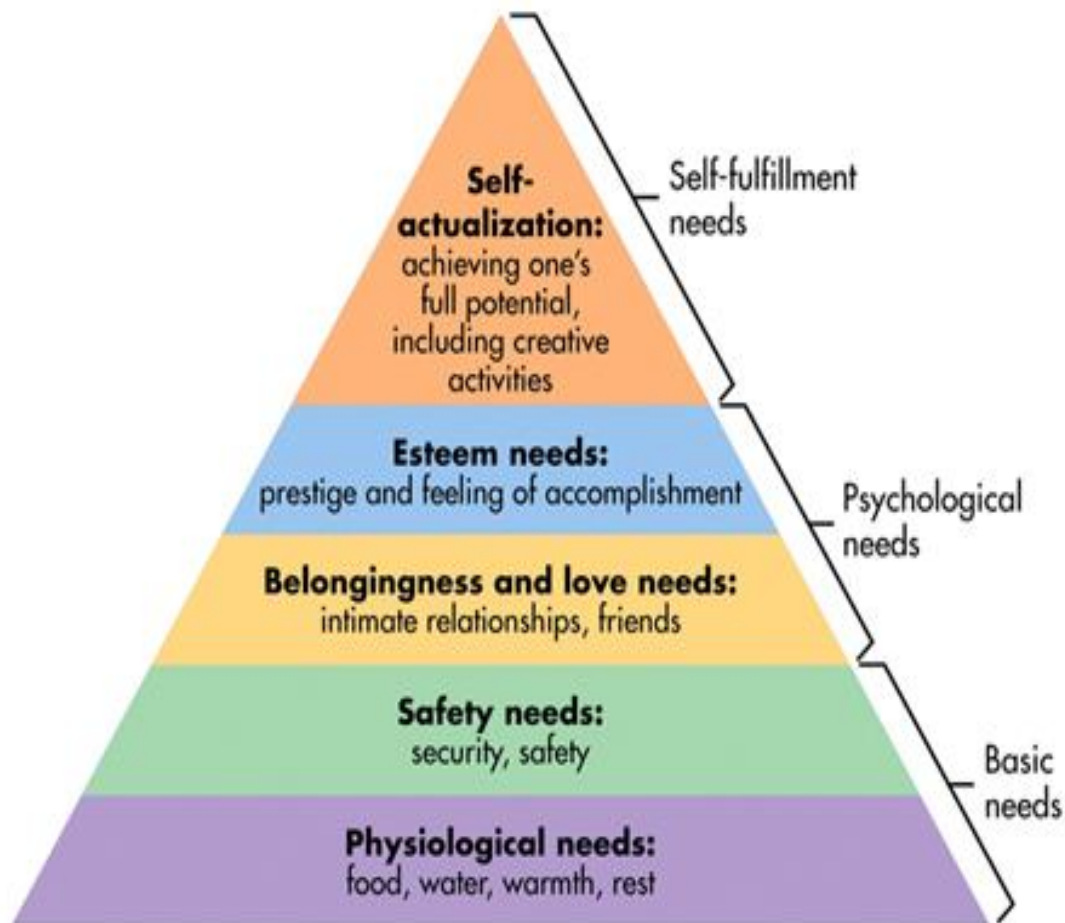 Self-
actualization:
achieving one’s
full potential,
including creative
activities
Self-fulfillment
needs
Esteem needs:
prestige and feeling of accomplishment
Belongingness and love needs:
intimate relationships, friends
Psychological
needs
Safety needs:
security, safety
Physiological needs:
food, water, warmth, rest
Basic
needs